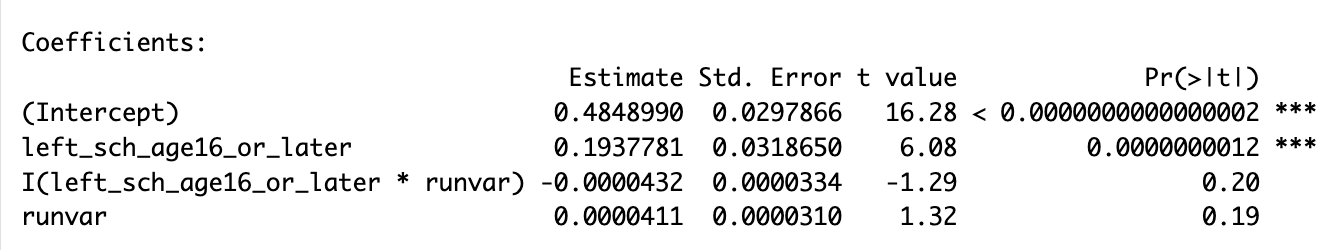 Coefficients:
Estimate Std. Error t value Pr(>|t|)
(Intercept) 0.4848990 0.0297866 16.28 < 0.0000000000000002 ***
left_sch_age16_or_later 0.1937781 0.0318650 6.08 0.0000000012 ***
I(left_sch_age16_or_later * runvar) -0.0000432 0.0000334 -1.29 0.20
runvar 0.0000411 0.0000310 1.32 0.19